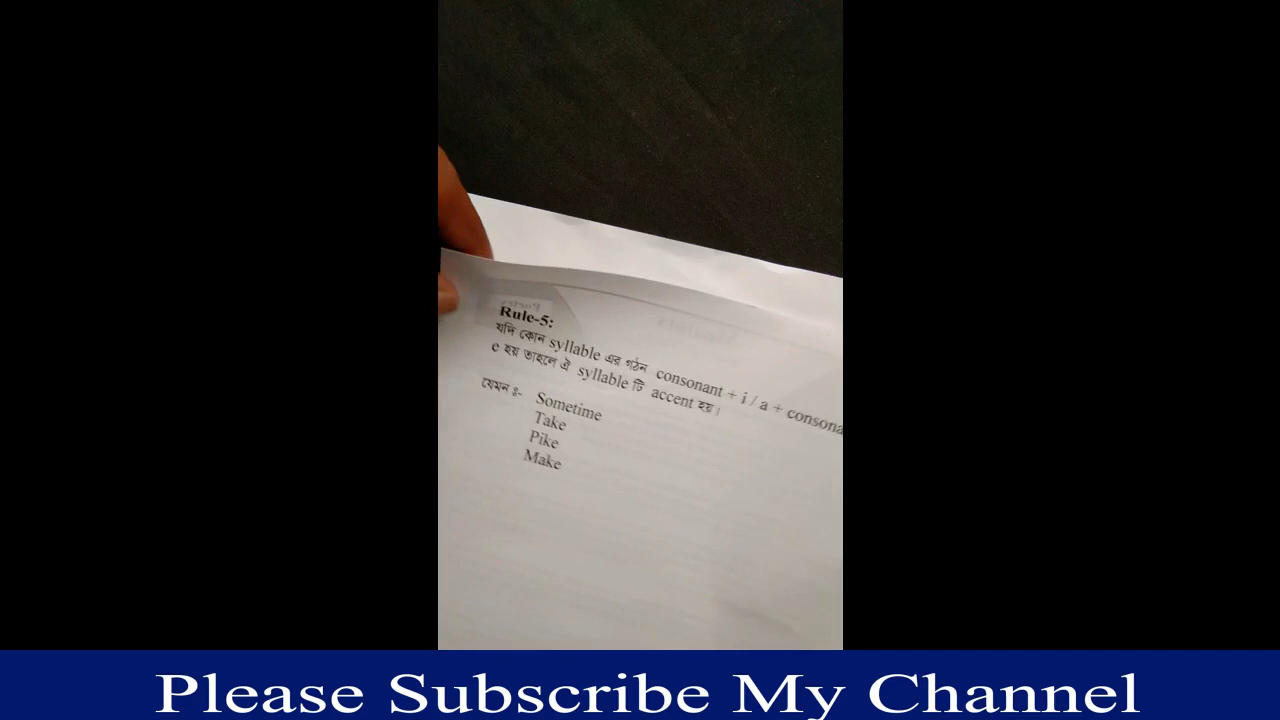 Rule-5:
যদি কোন syllable এর গঠন consonant + i / a +
e হয় তাহলে ঐ syllable টি accent হয়।
যেমন ঃ- Sometime
Take
Pike
Make
Please Subscribe My Channel